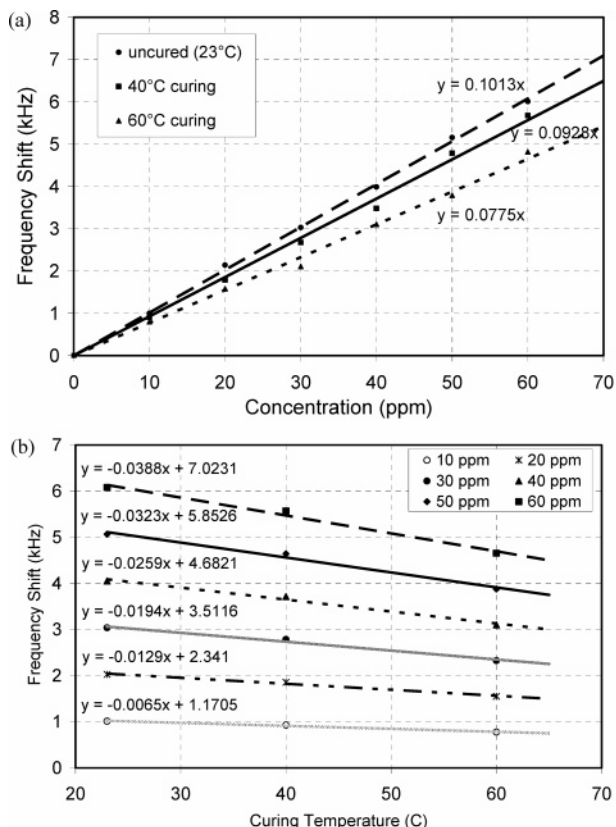 (a)
8
7
6
5
4
3
2
1
0
Frequency Shift (kHz)
uncured (23°C)
40°C curing
60°C curing
y = 0.1013x
y = 0.0928x
y = 0.0775x
0 10 20 30 40 50 60 70
Concentration (ppm)
(b)
7
6
5
4
3
2
1
0
Frequency Shift (kHz)
10 ppm 20 ppm
30 ppm 40 ppm
50 ppm 60 ppm
y = -0.0388x + 7.0231
y = -0.0323x + 5.8526
y = -0.0259x + 4.6821
y = -0.0194x + 3.5116
y = -0.0129x + 2.341
y = -0.0065x + 1.1705
20 30 40 50 60 70
Curing Temperature (C)